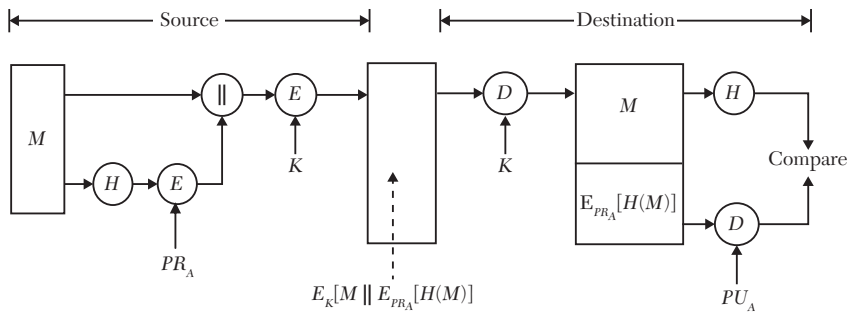 Source Destination
M || E D M H
K K
Compare
H E E_{PR_A}[H(M)] D
PR_A
E_K[M || E_{PR_A}[H(M)]
PU_A